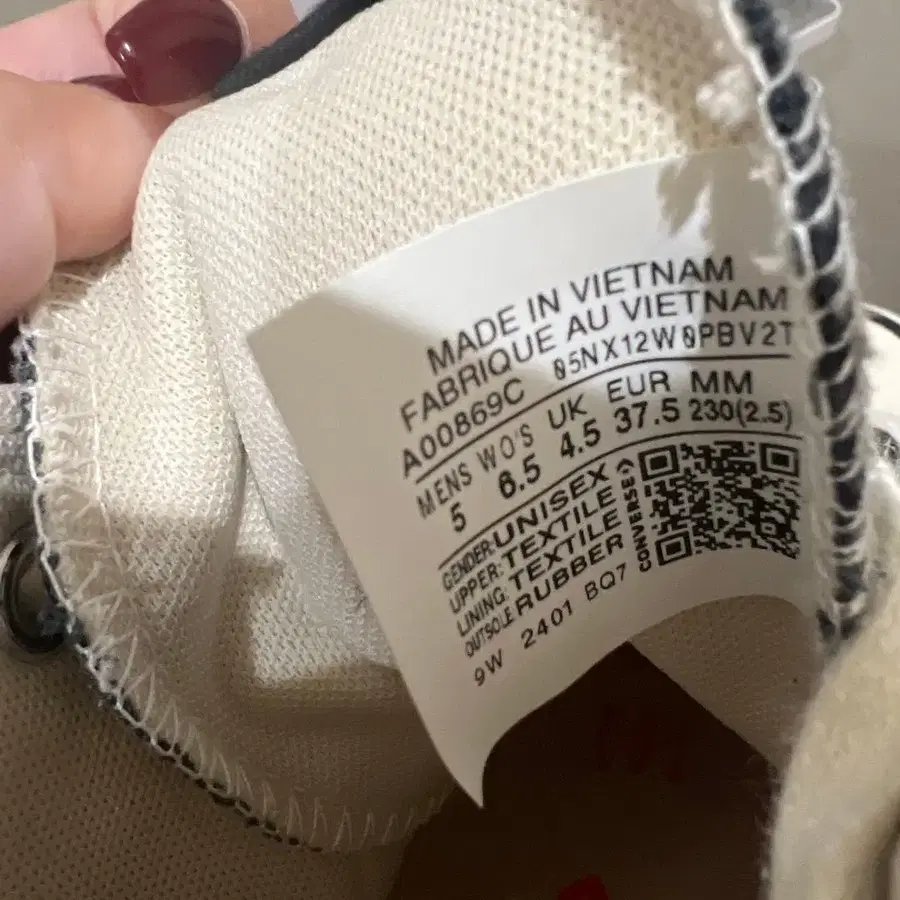 MADE IN VIETNAM
FABRIQUE AU VIETNAM
A00869C 05NX12W0PBV2T
MENS WO'S UK EUR MM
5 6.5 4.5 37.5 230(2.5)
GENDER: UNISEX
UPPER: TEXTILE
LINING: TEXTILE
OUTSOLE RUBBER
CONVERSE
9W 2401 BQ7